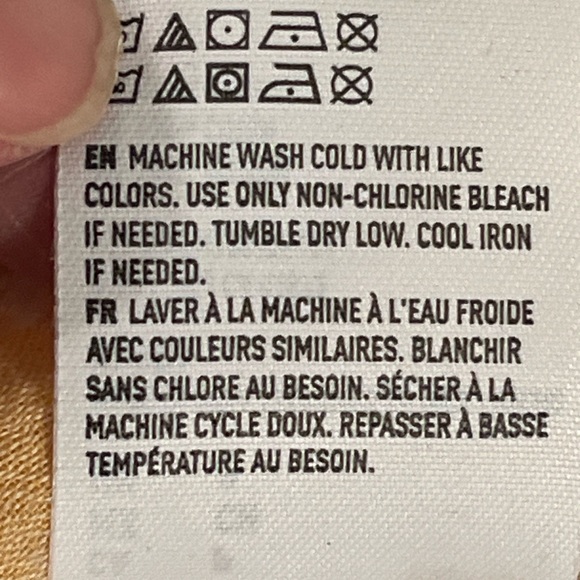 EN MACHINE WASH COLD WITH LIKE
COLORS. USE ONLY NON-CHLORINE BLEACH
IF NEEDED. TUMBLE DRY LOW. COOL IRON
IF NEEDED.
FR LAVER À LA MACHINE À L'EAU FROIDE
AVEC COULEURS SIMILAIRES. BLANCHIR
SANS CHLORE AU BESOIN. SÉCHER À LA
MACHINE CYCLE DOUX. REPASSER À BASSE
TEMPÉRATURE AU BESOIN.